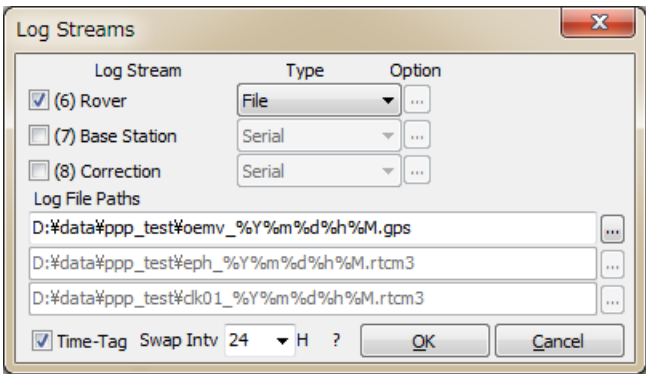 Log Streams
Log Stream Type Option
(6) Rover File ...
(7) Base Station Serial ...
(8) Correction Serial ...
Log File Paths
D:¥data¥ppp_test¥oemv_%Y%m%d%h%M.gps ...
D:¥data¥ppp_test¥eph_%Y%m%d%h%M.rtcm3 ...
D:¥data¥ppp_test¥clk01_%Y%m%d%h%M.rtcm3 ...
Time-Tag Swap Intv 24 H ? OK Cancel